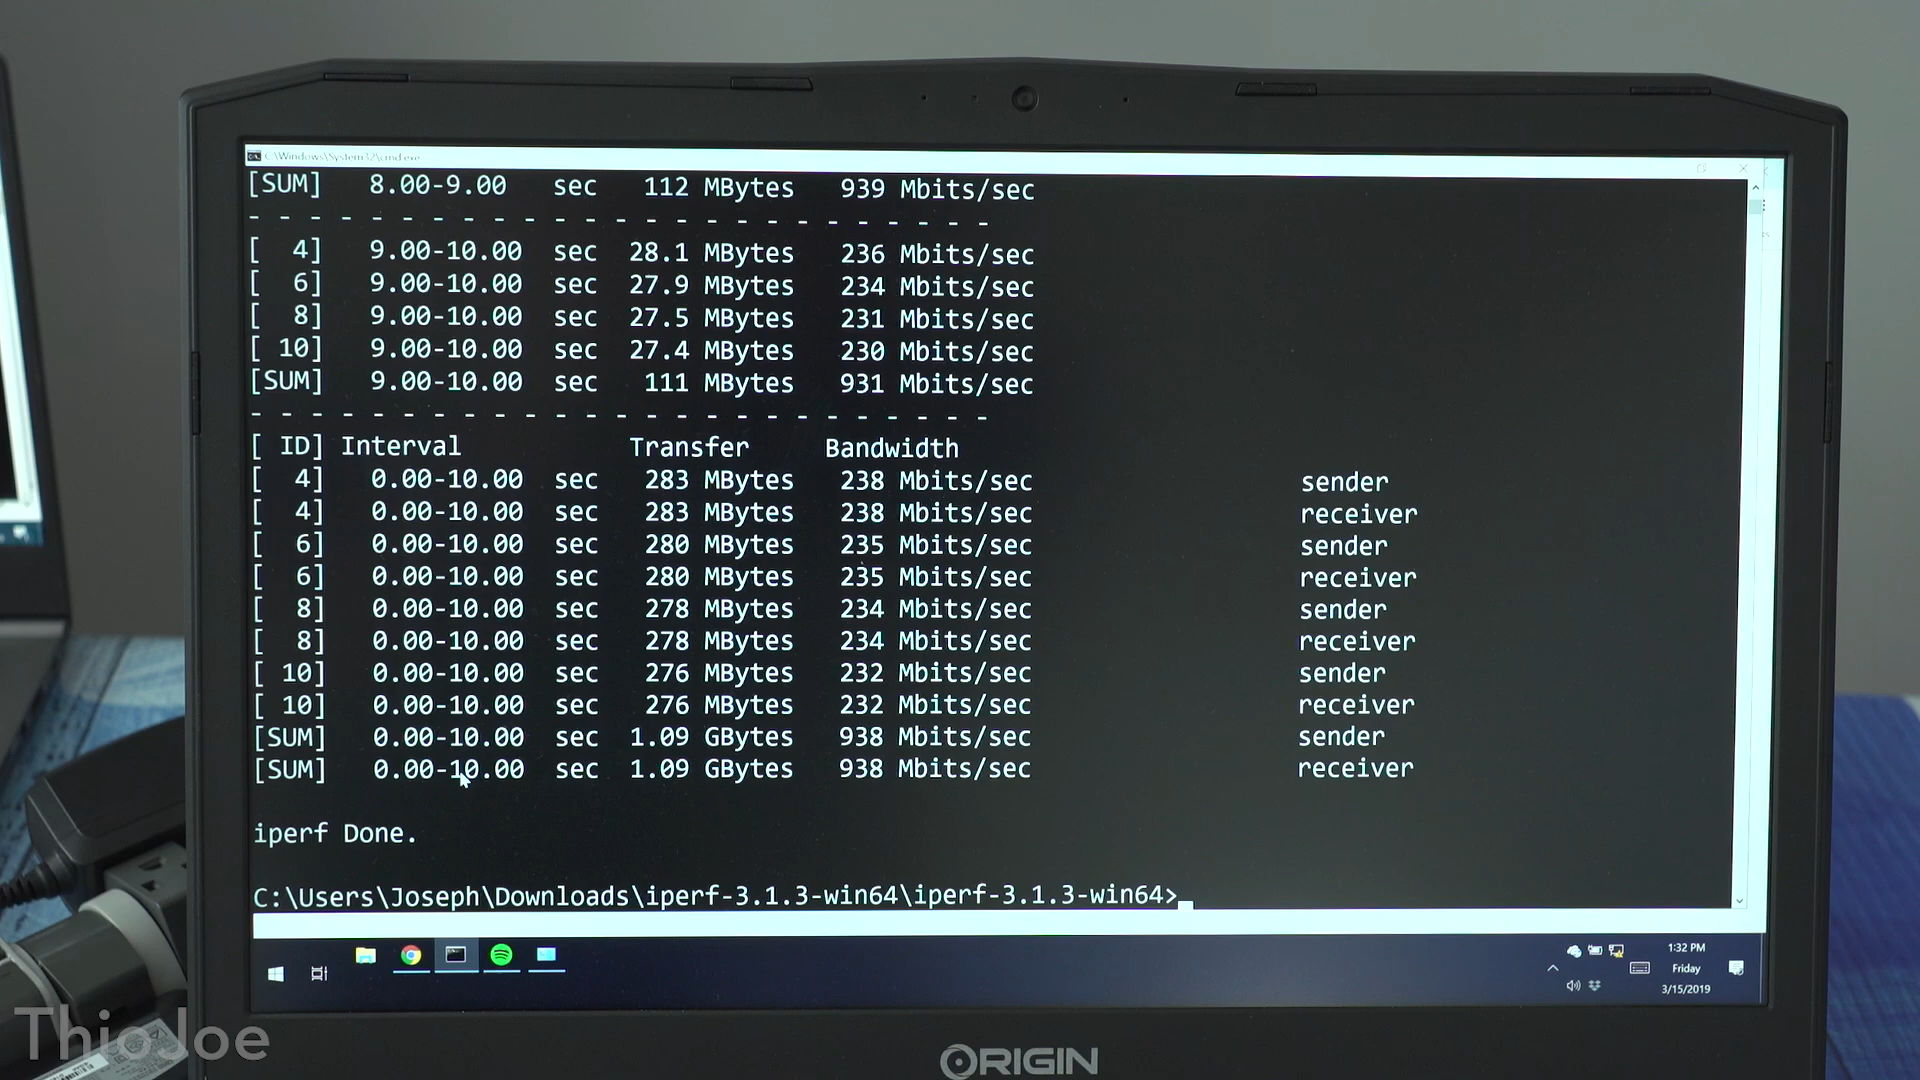 C:\Windows\System32\cmd.exe
[SUM] 8.00-9.00 sec 112 MBytes 939 Mbits/sec
- - - - - - - - - - - - - - - - - - - - - - - - -
[ 4] 9.00-10.00 sec 28.1 MBytes 236 Mbits/sec
[ 6] 9.00-10.00 sec 27.9 MBytes 234 Mbits/sec
[ 8] 9.00-10.00 sec 27.5 MBytes 231 Mbits/sec
[ 10] 9.00-10.00 sec 27.4 MBytes 230 Mbits/sec
[SUM] 9.00-10.00 sec 111 MBytes 931 Mbits/sec
- - - - - - - - - - - - - - - - - - - - - - - - -
[ ID] Interval Transfer Bandwidth
[ 4] 0.00-10.00 sec 283 MBytes 238 Mbits/sec sender
[ 4] 0.00-10.00 sec 283 MBytes 238 Mbits/sec receiver
[ 6] 0.00-10.00 sec 280 MBytes 235 Mbits/sec sender
[ 6] 0.00-10.00 sec 280 MBytes 235 Mbits/sec receiver
[ 8] 0.00-10.00 sec 278 MBytes 234 Mbits/sec sender
[ 8] 0.00-10.00 sec 278 MBytes 234 Mbits/sec receiver
[ 10] 0.00-10.00 sec 276 MBytes 232 Mbits/sec sender
[ 10] 0.00-10.00 sec 276 MBytes 232 Mbits/sec receiver
[SUM] 0.00-10.00 sec 1.09 GBytes 938 Mbits/sec sender
[SUM] 0.00-10.00 sec 1.09 GBytes 938 Mbits/sec receiver
iperf Done.
C:\Users\Joseph\Downloads\iperf-3.1.3-win64\iperf-3.1.3-win64>
1:32 PM
Friday
3/15/2019
ThioJoe
ORIGIN